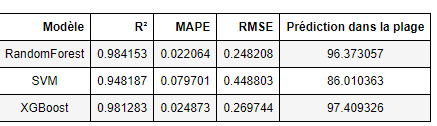 Modèle R² MAPE RMSE Prédiction dans la plage
RandomForest 0.984153 0.022064 0.248208 96.373057
SVM 0.948187 0.079701 0.448803 86.010363
XGBoost 0.981283 0.024873 0.269744 97.409326